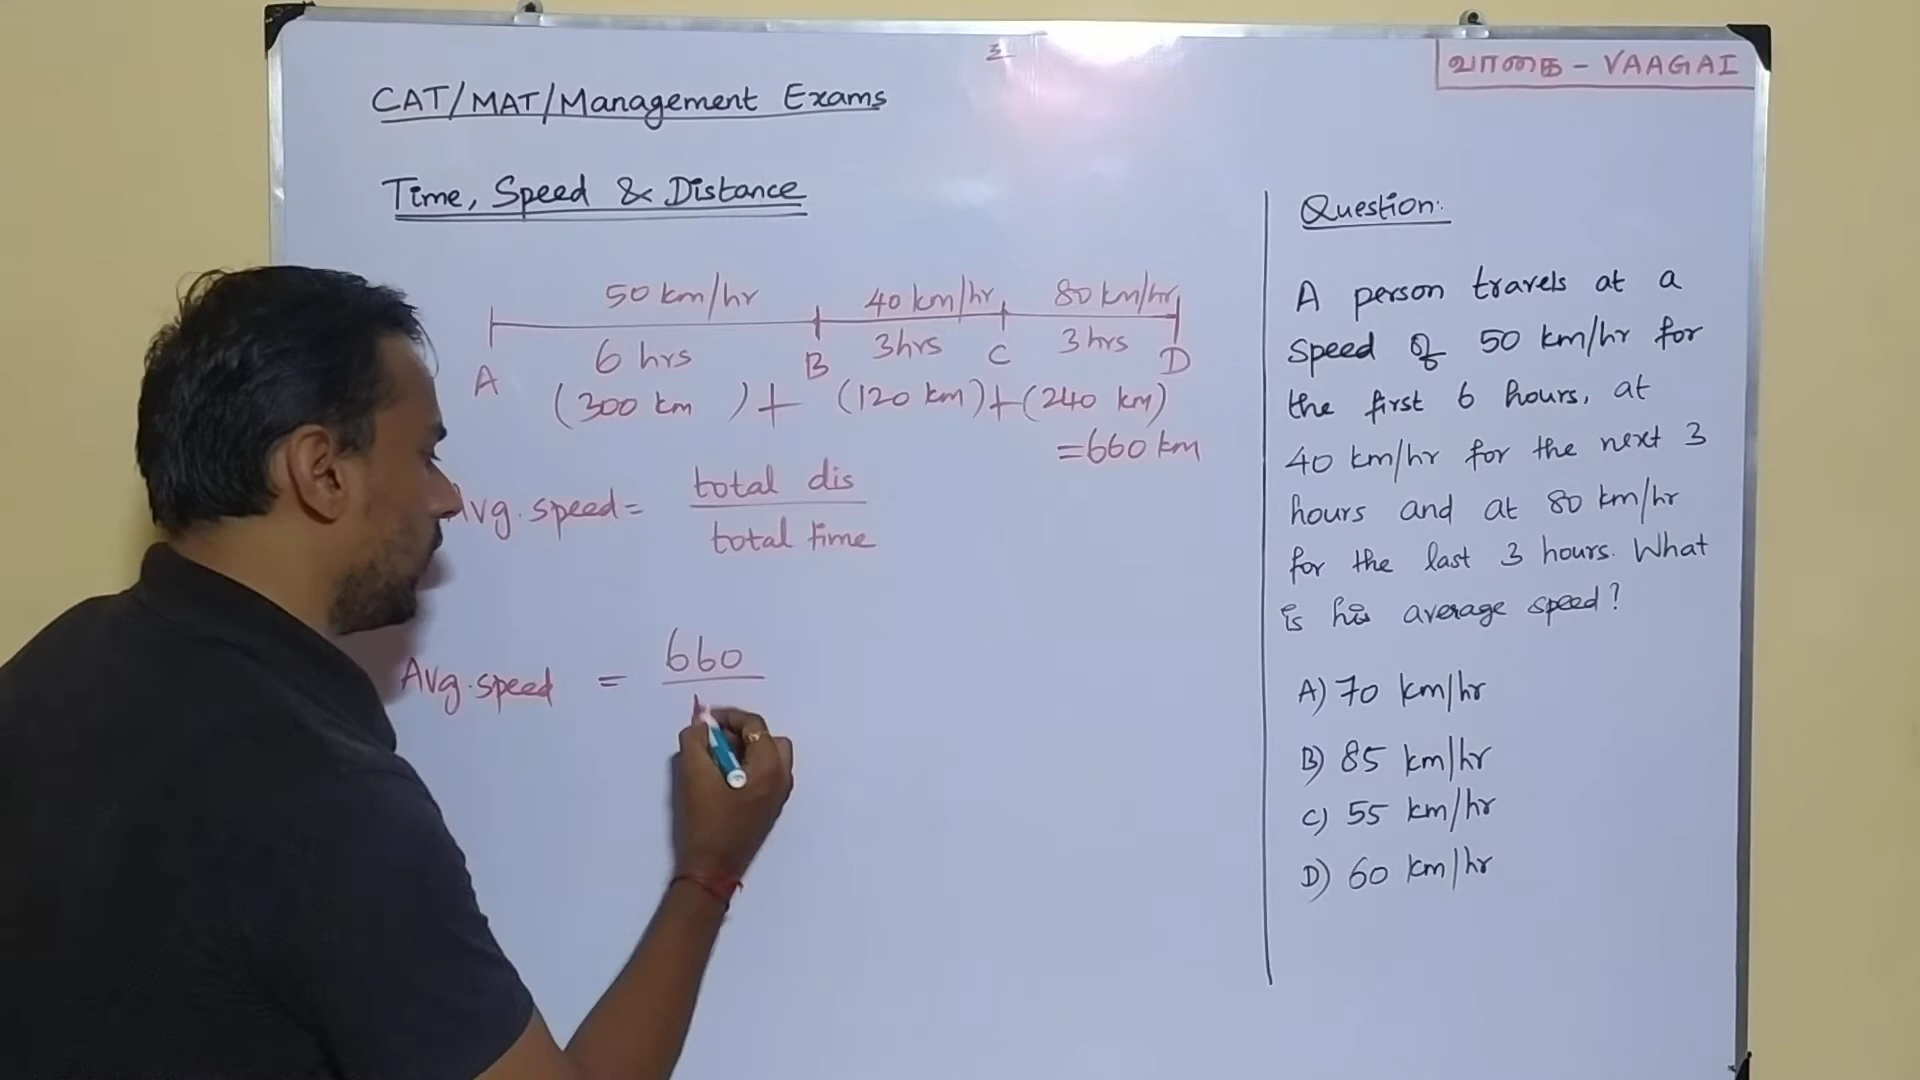 வாகை - VAAGAI
CAT/MAT/Management Exams
Time, Speed & Distance
50 km/hr 40 km/hr 80 km/hr
6 hrs 3 hrs 3 hrs
A B C D
(300 km ) + (120 km) + (240 km)
= 660 km
Avg. speed = total dis
total time
Avg. speed = 660
Question:
A person travels at a
speed of 50 km/hr for
the first 6 hours, at
40 km/hr for the next 3
hours and at 80 km/hr
for the last 3 hours. What
is his average speed?
A) 70 km/hr
B) 85 km/hr
C) 55 km/hr
D) 60 km/hr